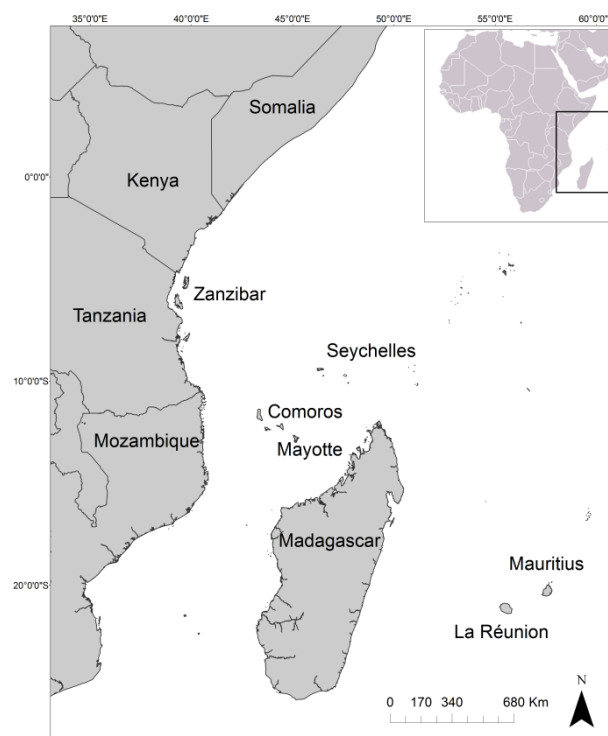 35°0'0"E 40°0'0"E 45°0'0"E 50°0'0"E 55°0'0"E 60°0'0"E
Somalia
0°0'0"
Kenya
Zanzibar
Tanzania
Seychelles
10°0'0"S
Comoros
Mozambique
Mayotte
Madagascar
Mauritius
20°0'0"S
La Réunion
N
0 170 340 680 Km